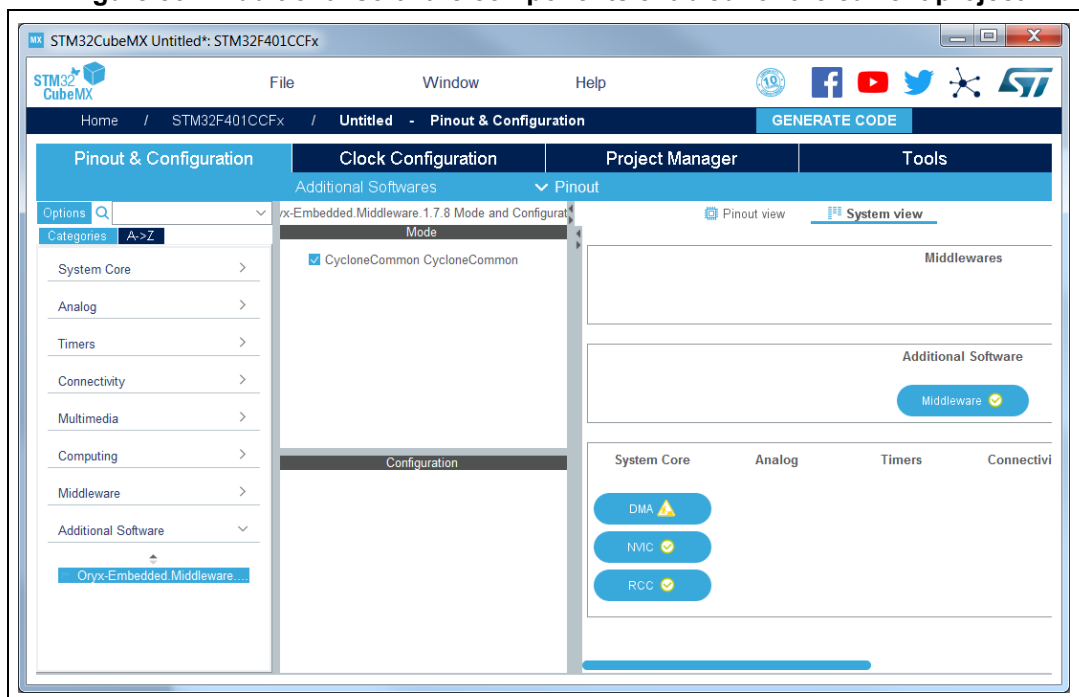 STM32CubeMX Untitled*: STM32F401CCFx
STM32
CubeMX
File Window Help
19
Home / STM32F401CCFx / Untitled - Pinout & Configuration GENERATE CODE
Pinout & Configuration Clock Configuration Project Manager Tools
Additional Softwares Pinout
Options
Categories A->Z
System Core
Analog
Timers
Connectivity
Multimedia
Computing
Middleware
Additional Software
Oryx-Embedded.Middleware....
yx-Embedded.Middleware.1.7.8 Mode and Configurat
Mode
CycloneCommon CycloneCommon
Configuration
Pinout view System view
Middlewares
Additional Software
Middleware
System Core Analog Timers Connectivi
DMA
NVIC
RCC